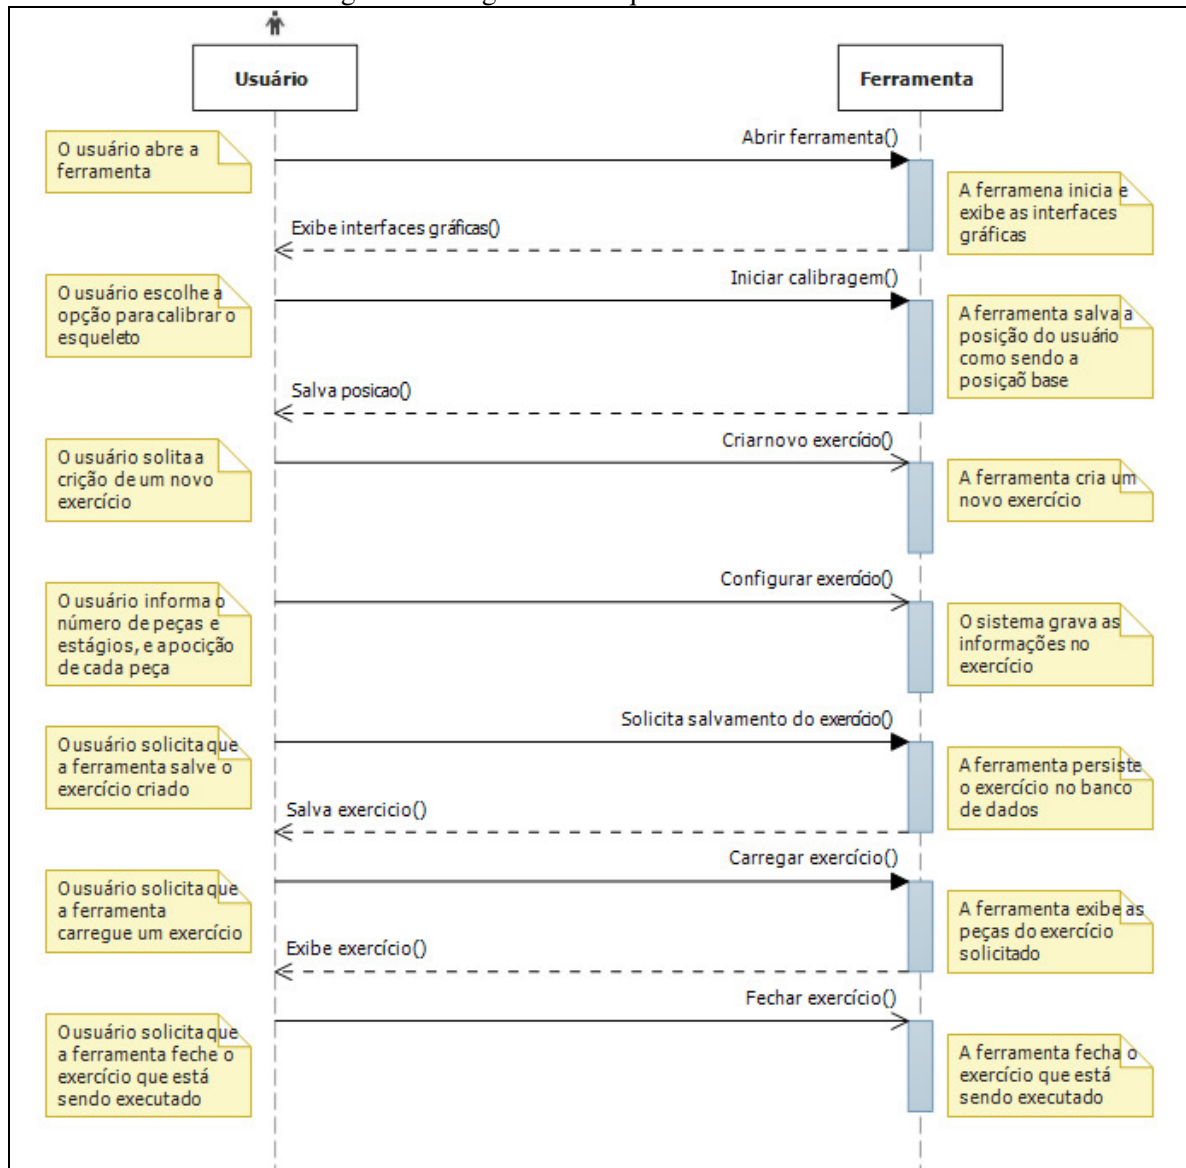 Usuário
Ferramenta
Abrir ferramenta()
O usuário abre a
ferramenta
A ferramena inicia e
exibe as interfaces
gráficas
Exibe interfaces gráficas()
Iniciar calibragem()
O usuário escolhe a
opção para calibrar o
esqueleto
A ferramenta salva a
posição do usuário
como sendo a
posiçaõ base
Salva posicao()
Criar novo exercício()
O usuário solita a
crição de um novo
exercício
A ferramenta cria um
novo exercício
Configurar exercício()
O usuário informa o
número de peças e
estágios, e a pocição
de cada peça
O sistema grava as
informações no
exercício
Solicita salvamento do exercício()
O usuário solicita que
a ferramenta salve o
exercício criado
A ferramenta persiste
o exercício no banco
de dados
Salva exercicio()
Carregar exercício()
O usuário solicita que
a ferramenta
carregue um exercício
A ferramenta exibe as
peças do exercício
solicitado
Exibe exercício()
Fechar exercício()
O usuário solicita que
a ferramenta feche o
exercício que está
sendo executado
A ferramenta fecha o
exercício que está
sendo executado